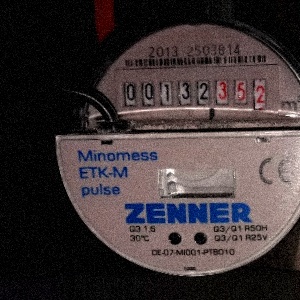 2013 2503814
00132352
m
Minomess
ETK-M
pulse
CE
ZENNER
Q3 1,6 Q3/Q1 R50H
30°C Q3/Q1 R25V
DE-07-MI001-PTB010